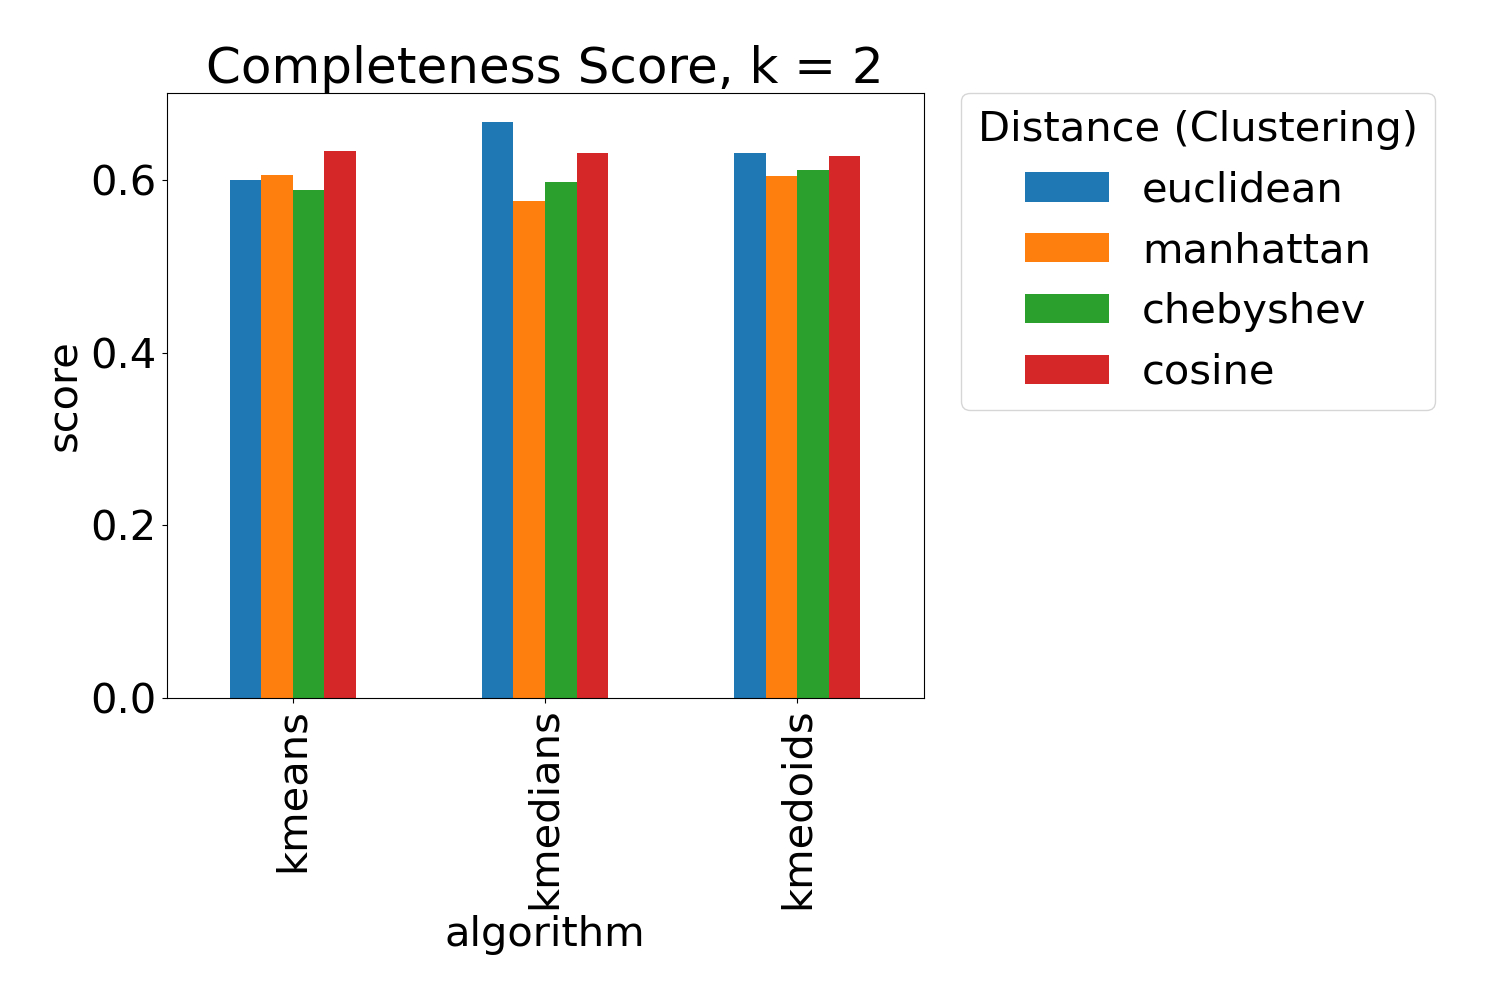 Completeness Score, k = 2
score
0.6
0.4
0.2
0.0
kmeans
kmedians
kmedoids
algorithm
Distance (Clustering)
euclidean
manhattan
chebyshev
cosine